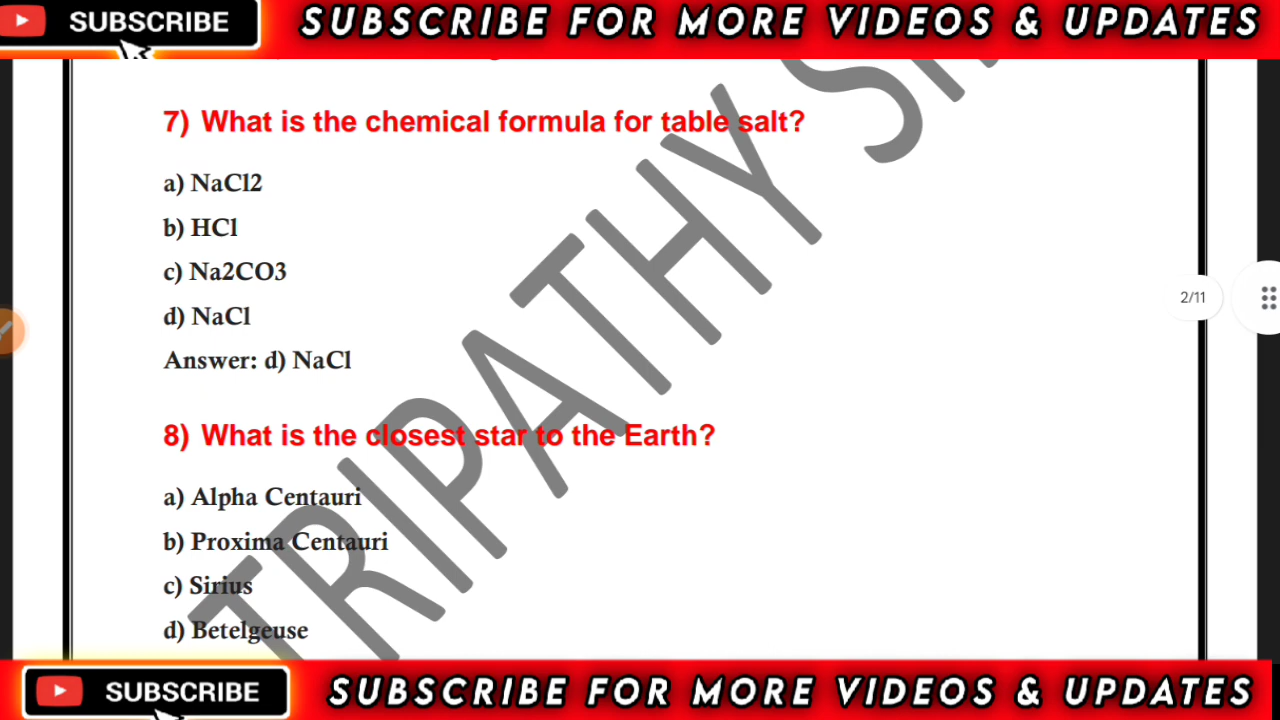 SUBSCRIBE SUBSCRIBE FOR MORE VIDEOS & UPDATES
7) What is the chemical formula for table salt?
a) NaCl2
b) HCl
c) Na2CO3
d) NaCl
Answer: d) NaCl
2/11
8) What is the closest star to the Earth?
a) Alpha Centauri
b) Proxima Centauri
c) Sirius
d) Betelgeuse
TRIPATHY
SUBSCRIBE SUBSCRIBE FOR MORE VIDEOS & UPDATES